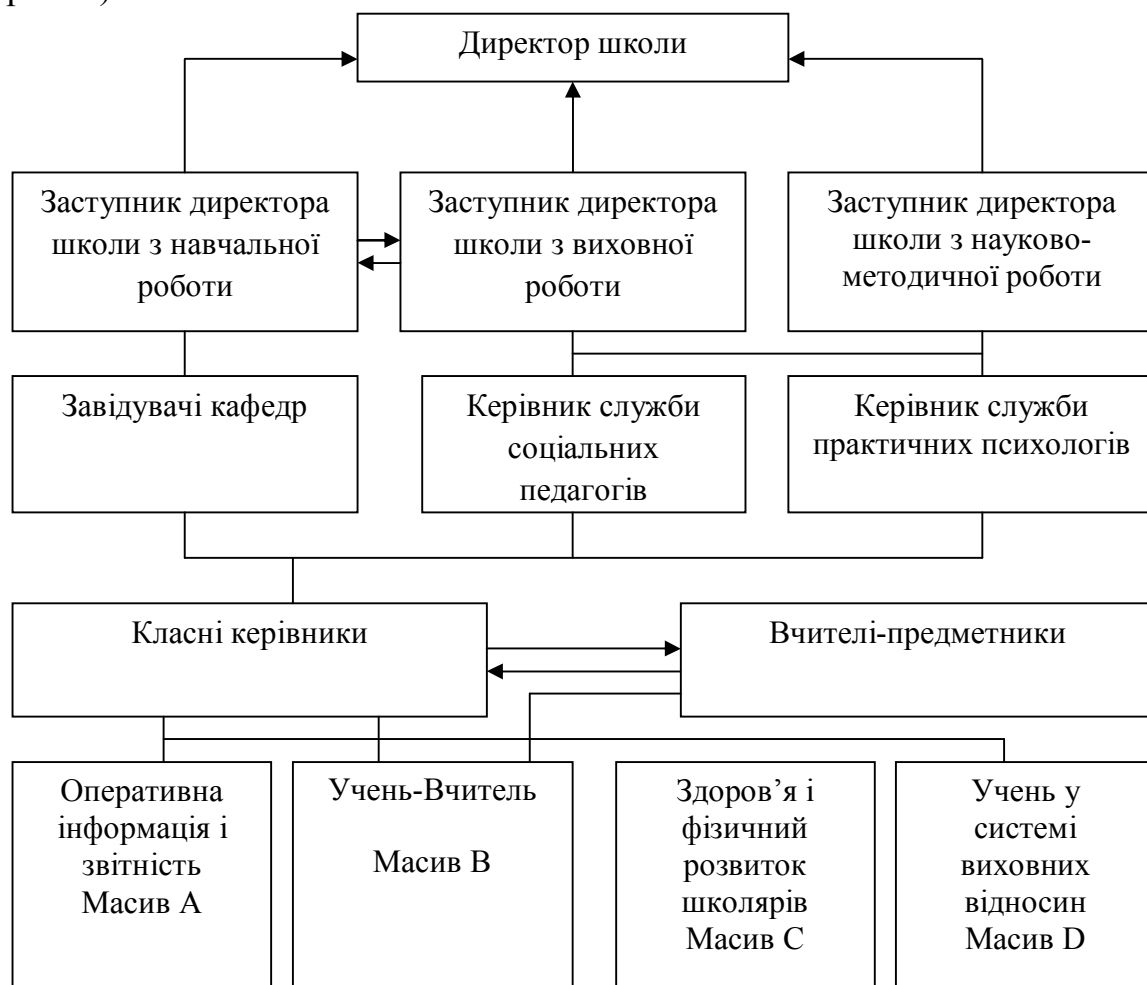 Директор школи
Заступник директора
школи з навчальної
роботи
Заступник директора
школи з виховної
роботи
Заступник директора
школи з науково-
методичної роботи
Завідувачі кафедр
Керівник служби
соціальних
педагогів
Керівник служби
практичних психологів
Класні керівники
Вчителі-предметники
Оперативна
інформація і
звітність
Масив А
Учень-Вчитель
Масив В
Здоров’я і
фізичний
розвиток
школярів
Масив С
Учень у
системі
виховних
відносин
Масив D